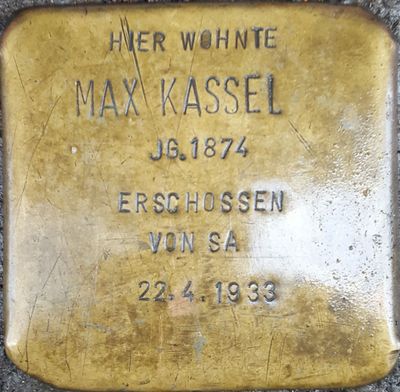 HIER WOHNTE
MAX KASSEL
JG.1874
ERSCHOSSEN
VON SA
22.4.1933